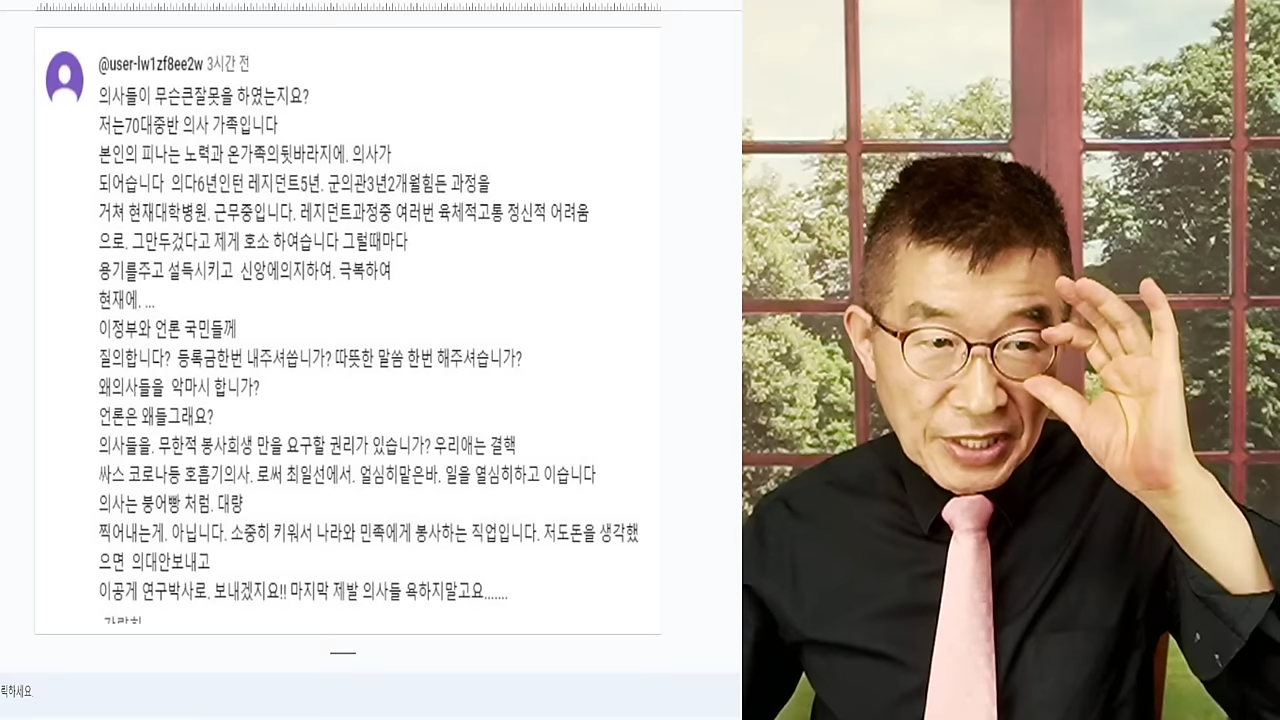 @user-lw1zf8ee2w 3시간 전
의사들이 무슨큰잘못을 하였는지요?
저는70대중반 의사 가족입니다
본인의 피나는 노력과 온가족의뒷바라지에. 의사가
되어습니다 의다6년인턴 레지던트5년. 군의관3년2개월힘든 과정을
거쳐 현재대학병원. 근무중입니다. 레지던트과정중 여러번 육체적고통 정신적 어려움
으로. 그만두겄다고 제게 호소 하여습니다 그럴때마다
용기를주고 설득시키고 신앙에의지하여. 극복하여
현재에. ...
이정부와 언론 국민들께
질의합니다? 등록금한번 내주셔씁니가? 따뜻한 말씀 한번 해주셔습니가?
왜의사들을 악마시 합니가?
언론은 왜들그래요?
의사들을. 무한적 봉사희생 만을 요구할 권리가 있습니가? 우리애는 결핵
싸스 코로나등 호흡기의사. 로써 최일선에서. 얼심히맡은바. 일을 열심히하고 이습니다
의사는 붕어빵 처럼. 대량
찍어내는게. 아닙니다. 소중히 키워서 나라와 민족에게 봉사하는 직업입니다. 저도돈을 생각했
으면 의대안보내고
이공게 연구박사로. 보내겠지요!! 마지막 제발 의사들 욕하지말고요.......
릭하세요.